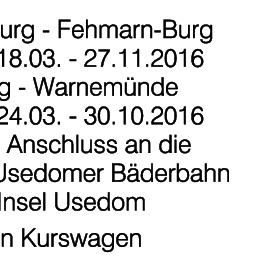 urg - Fehmarn-Burg
18.03. - 27.11.2016
g - Warnemünde
24.03. - 30.10.2016
Anschluss an die
Usedomer Bäderbahn
Insel Usedom
n Kurswagen